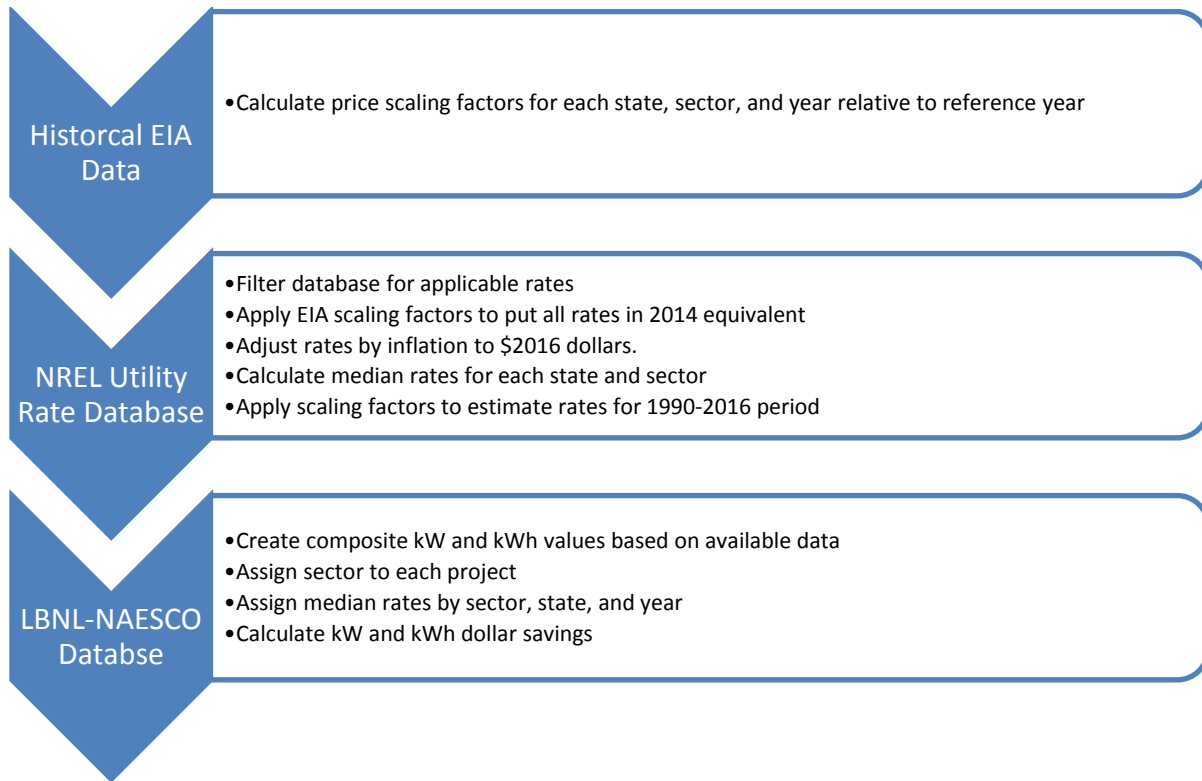 Historcal EIA
Data
•Calculate price scaling factors for each state, sector, and year relative to reference year
NREL Utility
Rate Database
•Filter database for applicable rates
•Apply EIA scaling factors to put all rates in 2014 equivalent
•Adjust rates by inflation to $2016 dollars.
•Calculate median rates for each state and sector
•Apply scaling factors to estimate rates for 1990-2016 period
LBNL-NAESCO
Databse
•Create composite kW and kWh values based on available data
•Assign sector to each project
•Assign median rates by sector, state, and year
•Calculate kW and kWh dollar savings